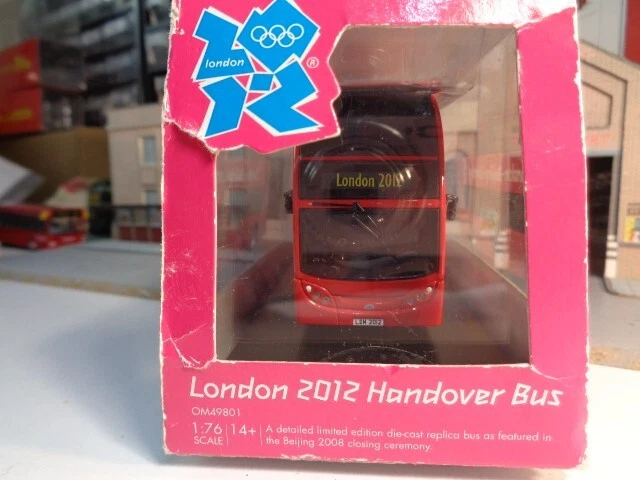 london
®
London 2012
LDN 2012
London 2012 Handover Bus
OM49801
1:76 14+ A detailed limited edition die-cast replica bus as featured in
SCALE the Beijing 2008 closing ceremony.